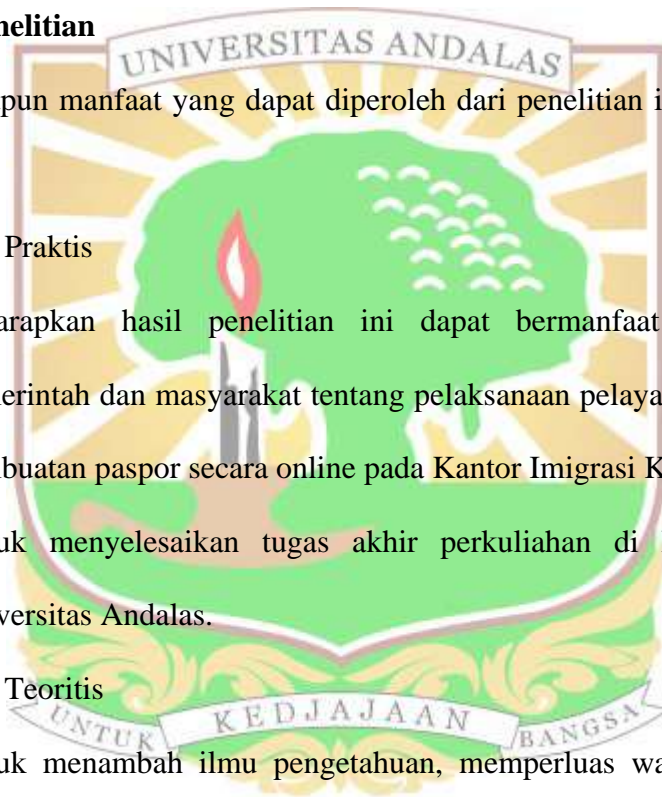 nelitian
UNIVERSITAS ANDALAS
pun manfaat yang dapat diperoleh dari penelitian i
Praktis
arapkan hasil penelitian ini dapat bermanfaat
nerintah dan masyarakat tentang pelaksanaan pelaya
nbuatan paspor secara online pada Kantor Imigrasi K
uk menyelesaikan tugas akhir perkuliahan di
versitas Andalas.
Teoritis
UNTUK KEDJAJAAN BANGSA
uk menambah ilmu pengetahuan, memperluas wa